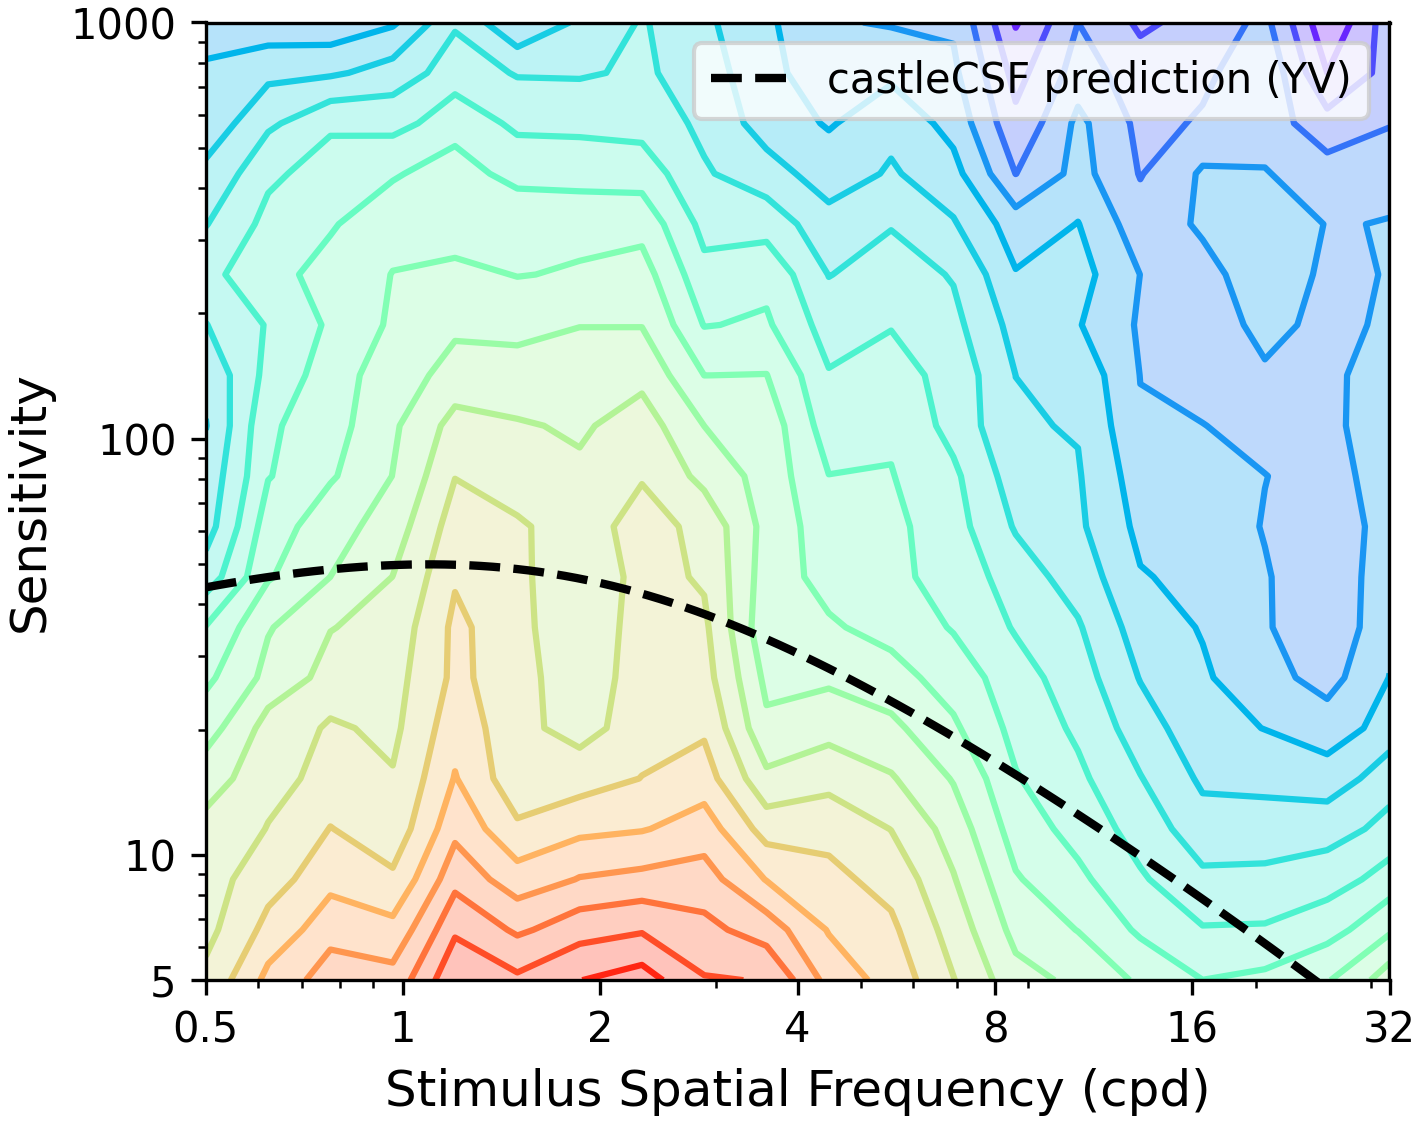 1000
castleCSF prediction (YV)
Sensitivity
100
10
5
0.5 1 2 4 8 16 32
Stimulus Spatial Frequency (cpd)